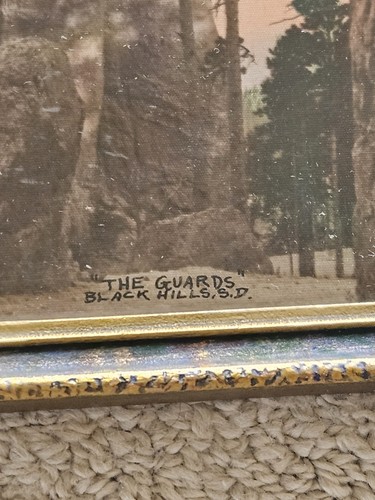 "THE GUARDS"
BLACK HILLS, S.D.